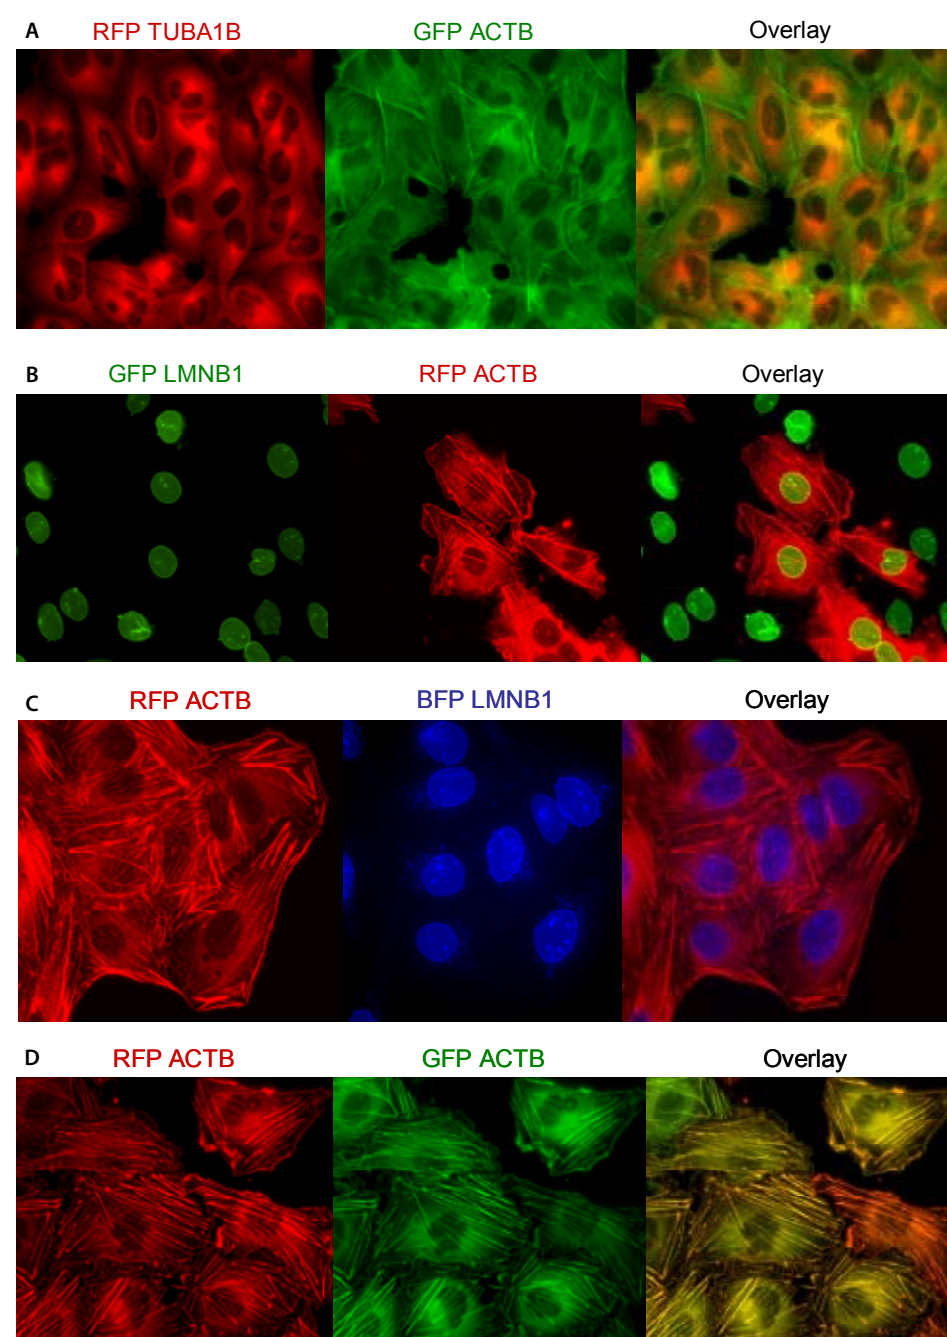 A RFP TUBA1B GFP ACTB Overlay
B GFP LMNB1 RFP ACTB Overlay
C RFP ACTB BFP LMNB1 Overlay
D RFP ACTB GFP ACTB Overlay